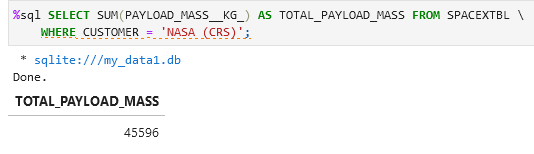 %sql SELECT SUM(PAYLOAD_MASS__KG_) AS TOTAL_PAYLOAD_MASS FROM SPACEXTBL \
WHERE CUSTOMER = 'NASA (CRS)';
* sqlite:///my_data1.db
Done.
TOTAL_PAYLOAD_MASS
45596